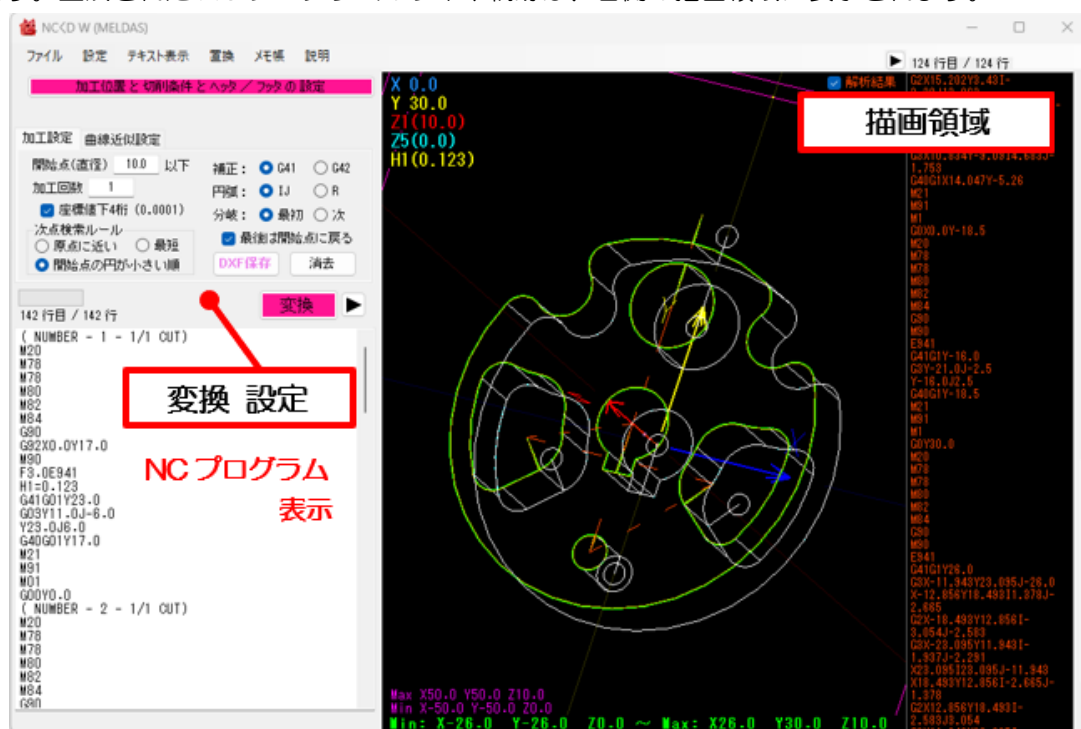 NC<CD W (MELDAS)
ファイル 設定 テキスト表示 置換 メモ帳 説明
124 行目 / 124 行
加工位置 と 切削条件 と ヘッダ / フッタ の 設定
加工設定 曲線近似設定
開始点(直径) 10.0 以下
加工回数 1
座標値下4桁 (0.0001)
次点検索ルール
原点に近い 最短
開始点の円が小さい順
補正: G41 G42
円弧: IJ R
分岐: 最初 次
最後は開始点に戻る
DXF保存 消去
変換
142 行目 / 142 行
( NUMBER - 1 - 1/1 CUT)
M20
M78
M78
M80
M82
M84
G90
G92X0.0Y17.0
M90
F3.0E941
H1=0.123
G41G01Y23.0
G03Y11.0J-6.0
Y23.0J6.0
G40G01Y17.0
M21
M91
M01
G00Y0.0
( NUMBER - 2 - 1/1 CUT)
M20
M78
M78
M80
M82
M84
G90
変換 設定
NC プログラム
表示
X 0.0
Y 30.0
Z1(10.0)
Z5(0.0)
H1(0.123)
解析結果
描画領域
Max X50.0 Y50.0 Z10.0
Min X-50.0 Y-50.0 Z0.0
Min: X-26.0 Y-26.0 Z0.0 ~ Max: X26.0 Y30.0 Z10.0
G2X15.202Y3.43I-
1.753
G40G1X14.047Y-5.26
M21
M91
M1
G0X0.0Y-18.5
M20
M78
M78
M80
M82
M84
G90
M90
E941
G41G1Y-16.0
G3Y-21.0J-2.5
Y-16.0J2.5
G40G1Y-18.5
M21
M91
M1
G0Y30.0
M20
M78
M78
M80
M82
M84
G90
M90
E941
G41G1Y26.0
G3X-11.943Y23.095J-26.0
X-12.856Y18.493I1.378J-
2.665
G2X-18.493Y12.856I-
3.054J-2.583
G3X-23.095Y11.943I-
1.937J-2.291
X23.095I23.095J-11.943
X18.493Y12.856I-2.665J-
1.378
G2X12.856Y18.493I-
2.583J3.054